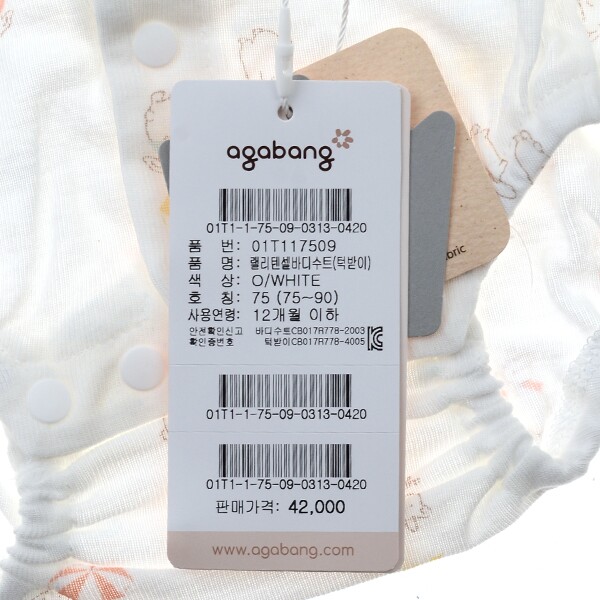 agabang
01T1-1-75-09-0313-0420
품 번: 01T117509
품 명: 랠리텐셀바디수트(턱받이)
색 상: O/WHITE
호 칭: 75 (75~90)
사용연령: 12개월 이하
안전확인신고 바디수트CB017R778-2003
확인증번호 턱받이CB017R778-4005
01T1-1-75-09-0313-0420
01T1-1-75-09-0313-0420
판매가격: 42,000
www.agabang.com